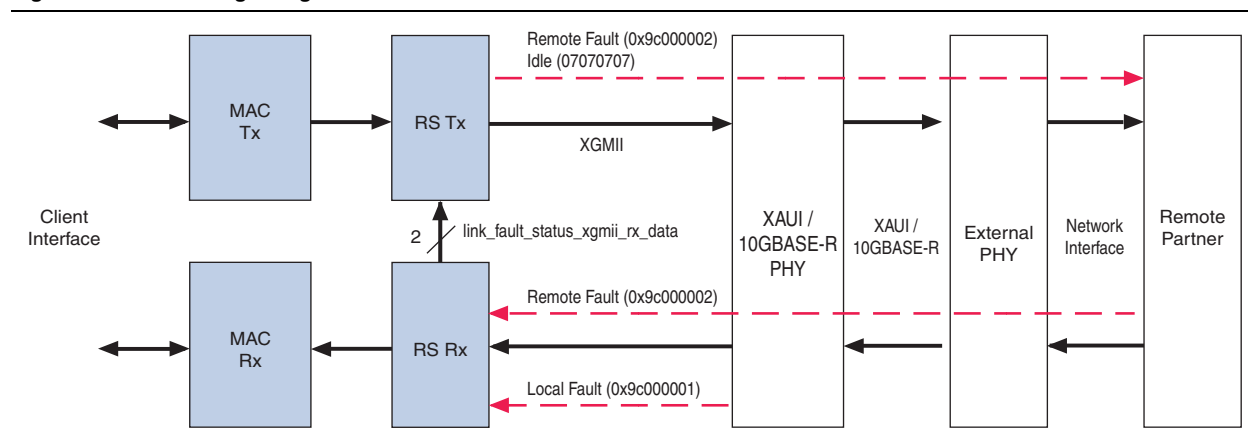 Remote Fault (0x9c000002)
Idle (07070707)
MAC
Tx
RS Tx
XGMII
Client
Interface
2
link_fault_status_xgmii_rx_data
XAUI /
10GBASE-R
PHY
XAUI /
10GBASE-R
External
PHY
Network
Interface
Remote
Partner
Remote Fault (0x9c000002)
MAC
Rx
RS Rx
Local Fault (0x9c000001)